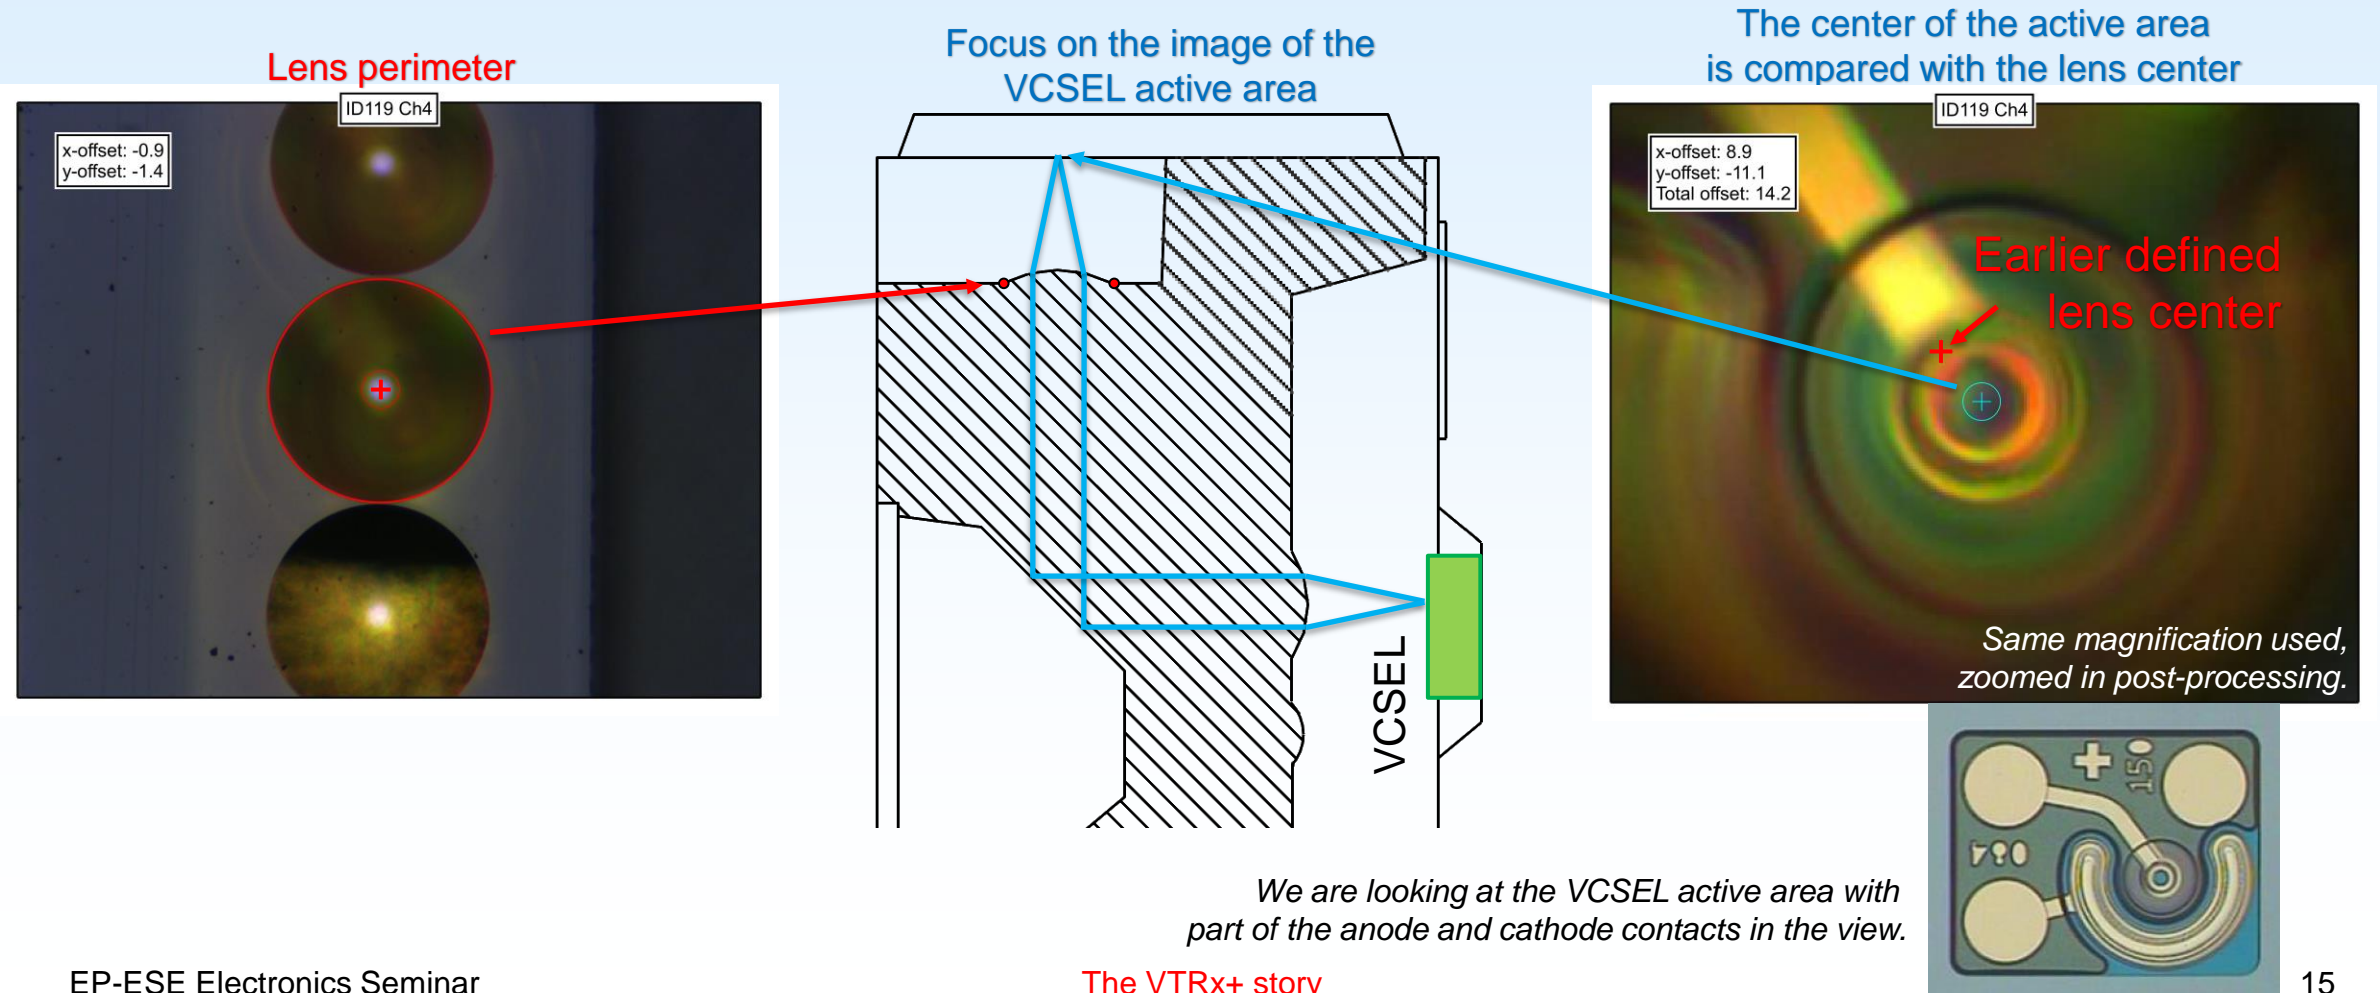 Lens perimeter
ID119 Ch4
x-offset: -0.9
y-offset: -1.4
Focus on the image of the
VCSEL active area
VCSEL
The center of the active area
is compared with the lens center
ID119 Ch4
x-offset: 8.9
y-offset: -11.1
Total offset: 14.2
Earlier defined
lens center
Same magnification used,
zoomed in post-processing.
150
We are looking at the VCSEL active area with
part of the anode and cathode contacts in the view.
EP-ESE Electronics Seminar
The VTRx+ story
15